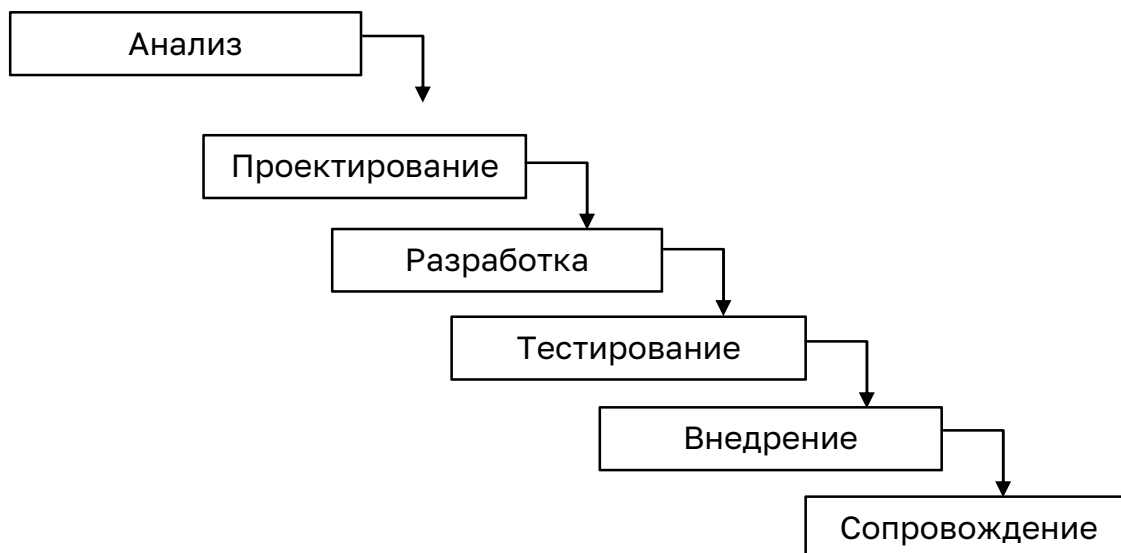 Анализ
Проектирование
Разработка
Тестирование
Внедрение
Сопровождение